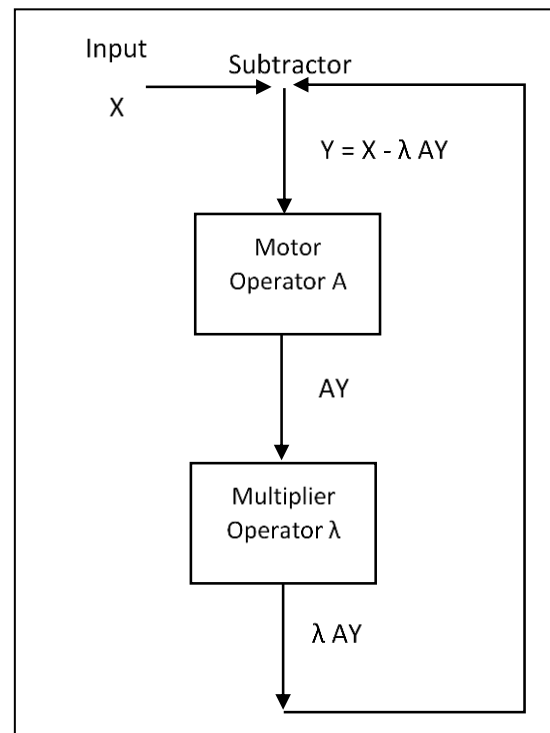 Input
Subtractor
X
Y = X - λ AY
Motor
Operator A
AY
Multiplier
Operator λ
λ AY